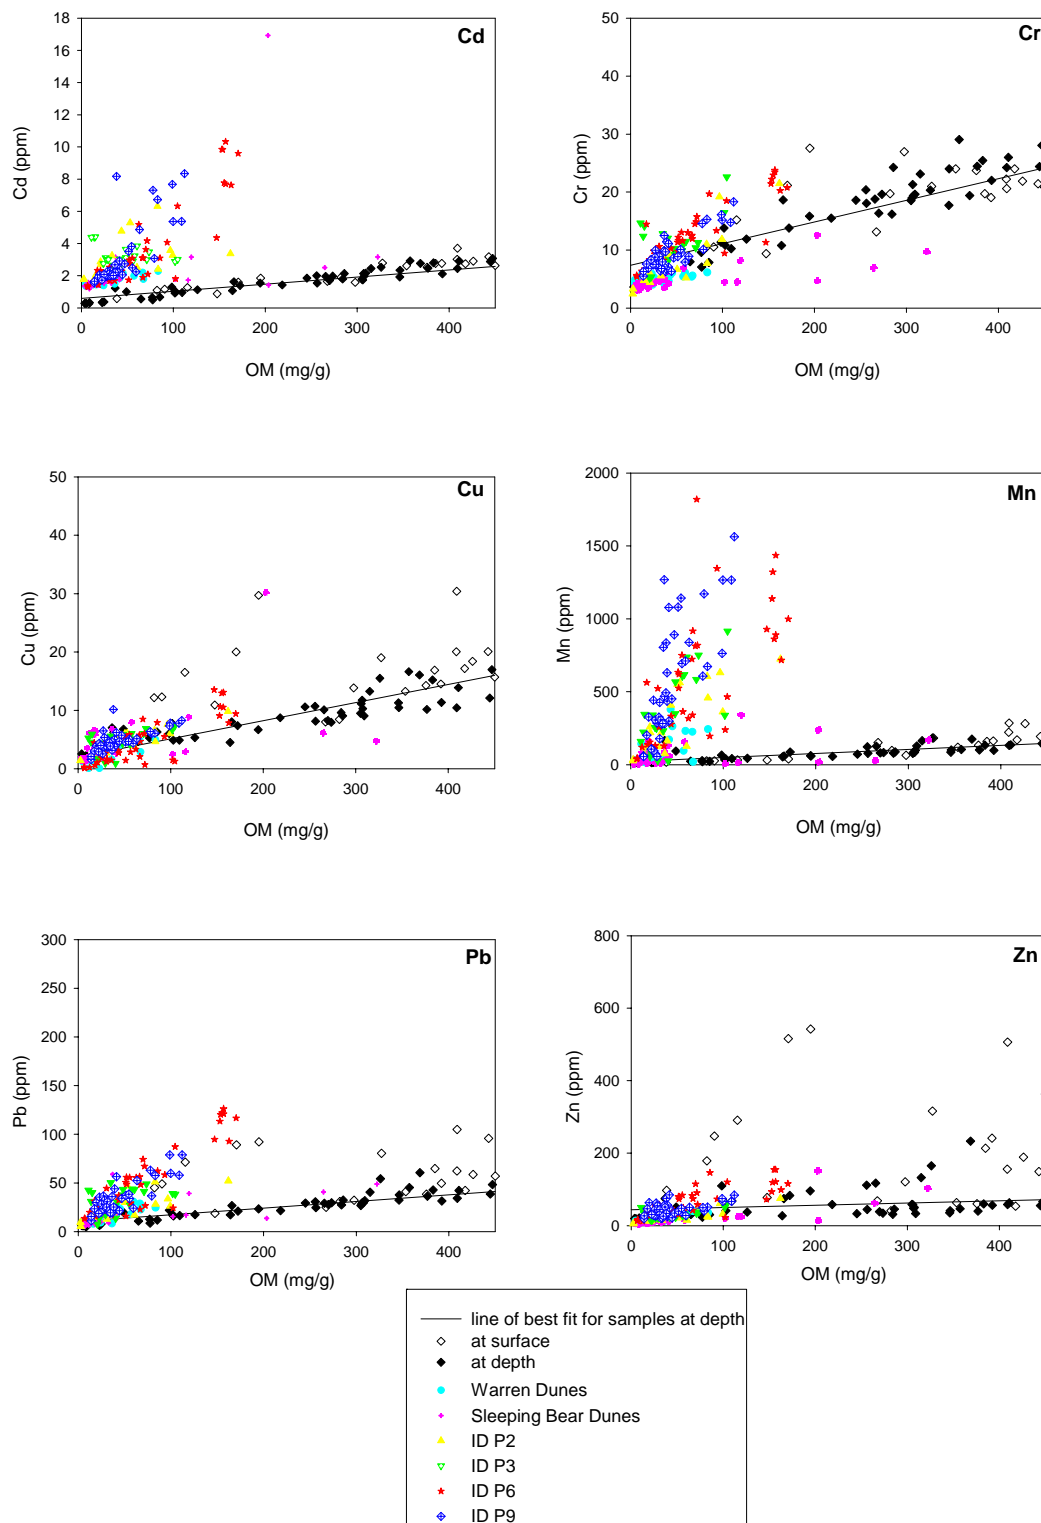 Cd
18
16
14
12
10
8
6
4
2
0
Cd (ppm)
0 100 200 300 400
OM (mg/g)
Cr
50
40
30
20
10
0
Cr (ppm)
0 100 200 300 400
OM (mg/g)
Cu
50
40
30
20
10
0
Cu (ppm)
0 100 200 300 400
OM (mg/g)
Mn
2000
1500
1000
500
0
Mn (ppm)
0 100 200 300 400
OM (mg/g)
Pb
300
250
200
150
100
50
0
Pb (ppm)
0 100 200 300 400
OM (mg/g)
Zn
800
600
400
200
0
Zn (ppm)
0 100 200 300 400
OM (mg/g)
line of best fit for samples at depth
at surface
at depth
Warren Dunes
Sleeping Bear Dunes
ID P2
ID P3
ID P6
ID P9